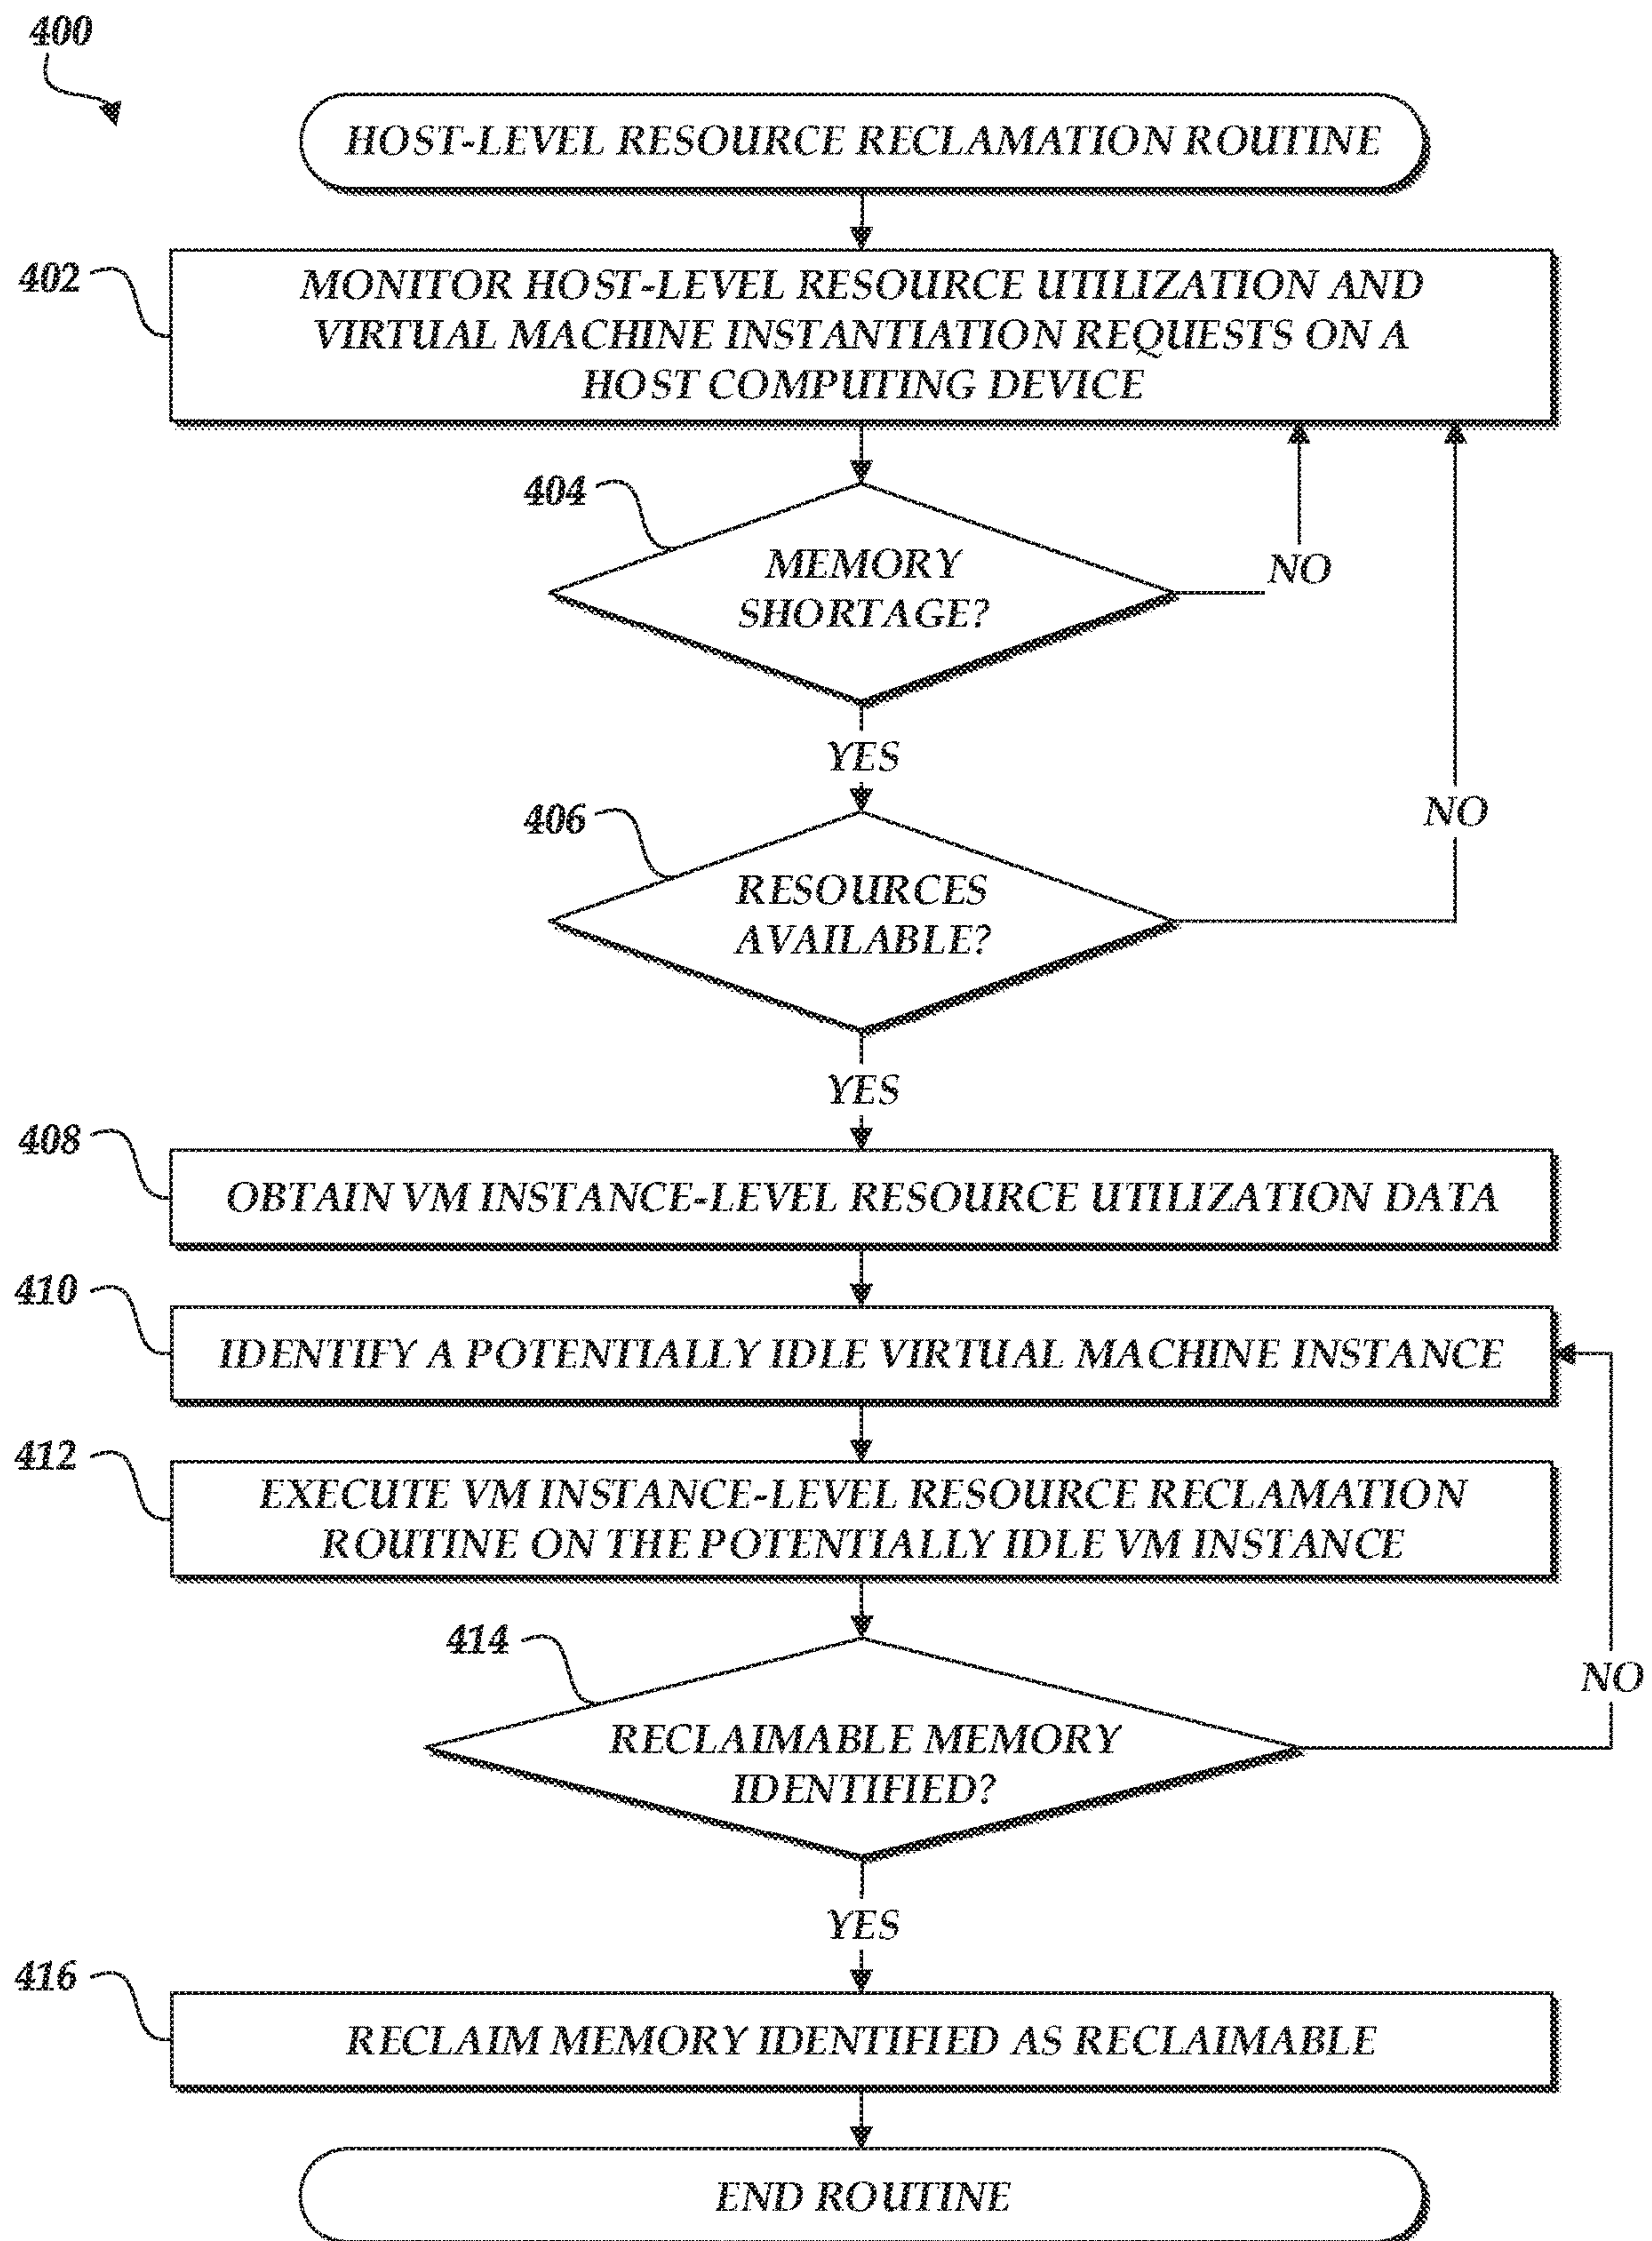 400
HOST-LEVEL RESOURCE RECLAMATION ROUTINE
402
MONITOR HOST-LEVEL RESOURCE UTILIZATION AND
VIRTUAL MACHINE INSTANTIATION REQUESTS ON A
HOST COMPUTING DEVICE
404
MEMORY
SHORTAGE?
NO
YES
406
RESOURCES
AVAILABLE?
NO
YES
408
OBTAIN VM INSTANCE-LEVEL RESOURCE UTILIZATION DATA
410
IDENTIFY A POTENTIALLY IDLE VIRTUAL MACHINE INSTANCE
412
EXECUTE VM INSTANCE-LEVEL RESOURCE RECLAMATION
ROUTINE ON THE POTENTIALLY IDLE VM INSTANCE
414
RECLAIMABLE MEMORY
IDENTIFIED?
NO
YES
416
RECLAIM MEMORY IDENTIFIED AS RECLAIMABLE
END ROUTINE